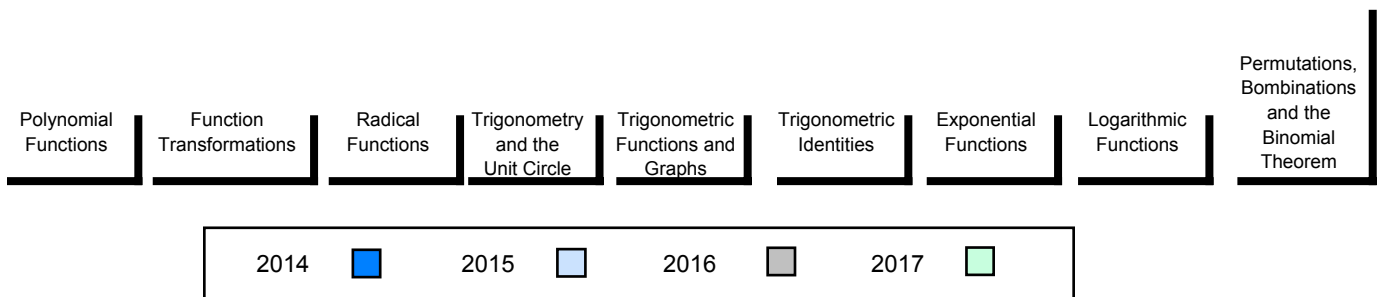 Polynomial
Functions
Function
Transformations
Radical
Functions
Trigonometry
and the
Unit Circle
Trigonometric
Functions and
Graphs
Trigonometric
Identities
Exponential
Functions
Logarithmic
Functions
Permutations,
Bombinations
and the
Binomial
Theorem
2014 2015 2016 2017